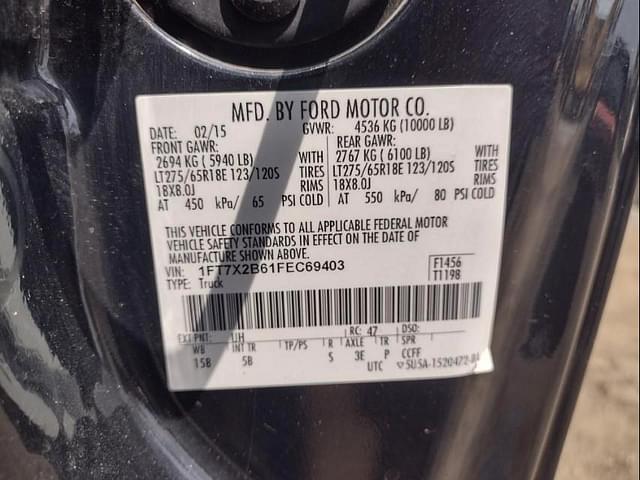 MFD. BY FORD MOTOR CO.
DATE: 02/15 GVWR: 4536 KG (10000 LB)
FRONT GAWR: REAR GAWR:
2694 KG ( 5940 LB) WITH 2767 KG ( 6100 LB) WITH
LT275/65R18E 123/120S TIRES LT275/65R18E 123/120S TIRES
18X8.0J RIMS 18X8.0J RIMS
AT 450 kPa/ 65 PSI COLD AT 550 kPa/ 80 PSI COLD
THIS VEHICLE CONFORMS TO ALL APPLICABLE FEDERAL MOTOR
VEHICLE SAFETY STANDARDS IN EFFECT ON THE DATE OF
MANUFACTURE SHOWN ABOVE.
VIN: 1FT7X2B61FEC69403 F1456
TYPE: Truck T1198
EXT PNT: UH RC: 47 DSO:
WB INT TR TP/PS R AXLE TR SPR
15B 5B S 3E P CCFF
UTC 5U5A-1520472-